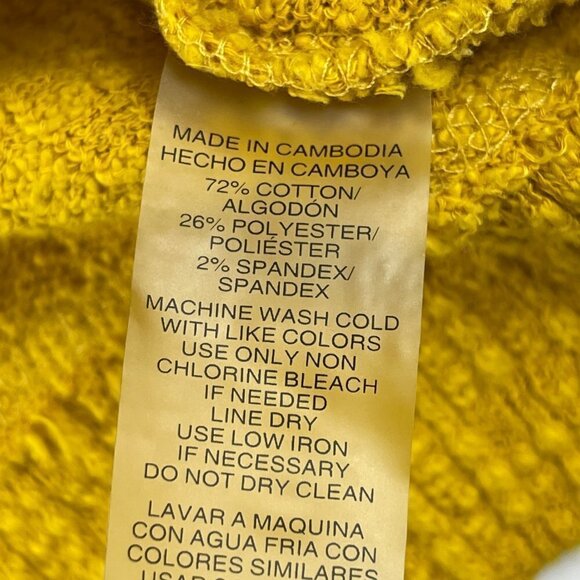 MADE IN CAMBODIA
HECHO EN CAMBOYA
72% COTTON/
ALGODÓN
26% POLYESTER/
POLIÉSTER
2% SPANDEX/
SPANDEX
MACHINE WASH COLD
WITH LIKE COLORS
USE ONLY NON
CHLORINE BLEACH
IF NEEDED
LINE DRY
USE LOW IRON
IF NECESSARY
DO NOT DRY CLEAN
LAVAR A MAQUINA
CON AGUA FRIA CON
COLORES SIMILARES